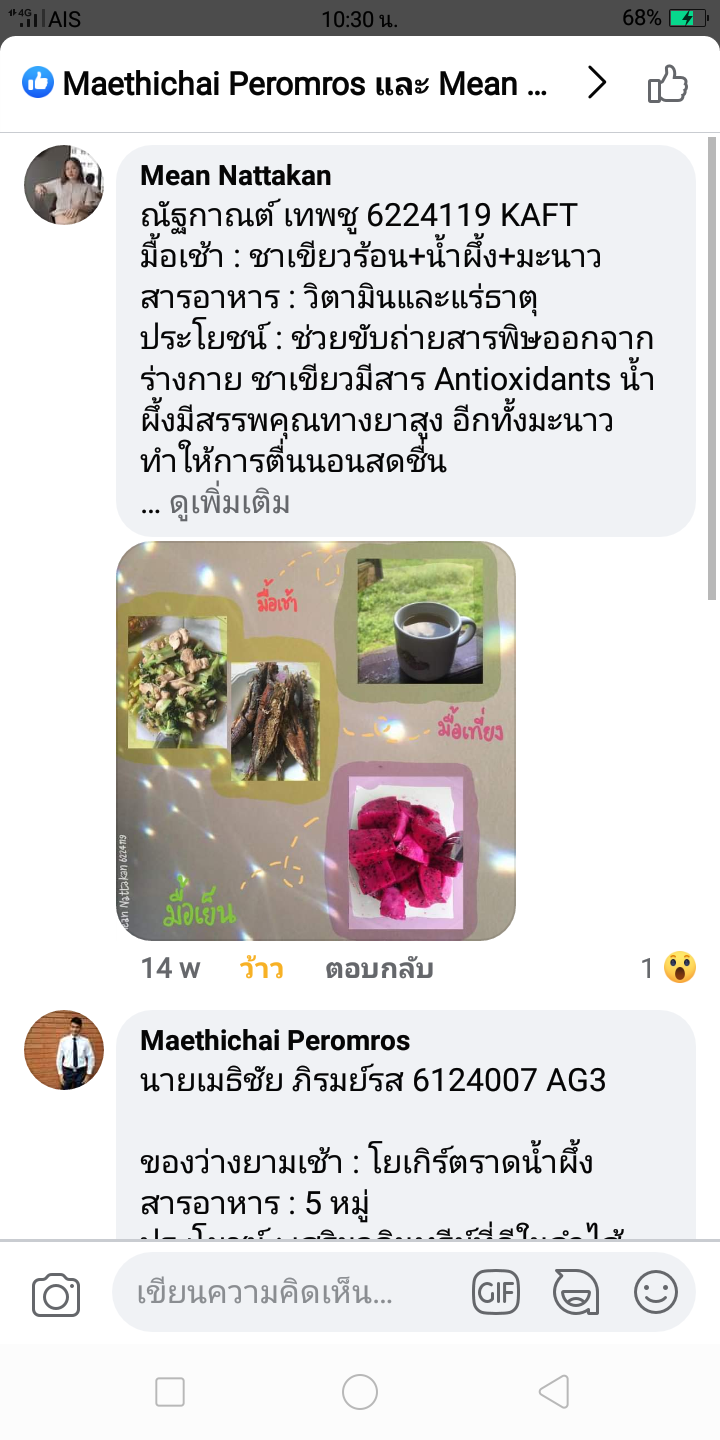 4G AIS 10:30 น. 68%
Maethichai Peromros และ Mean ...
Mean Nattakan
ณัฐกาณต์ เทพชู 6224119 KAFT
มื้อเช้า : ชาเขียวร้อน+น้ำผึ้ง+มะนาว
สารอาหาร : วิตามินและแร่ธาตุ
ประโยชน์ : ช่วยขับถ่ายสารพิษออกจาก
ร่างกาย ชาเขียวมีสาร Antioxidants น้ำ
ผึ้งมีสรรพคุณทางยาสูง อีกทั้งมะนาว
ทำให้การตื่นนอนสดชื่น
... ดูเพิ่มเติม
มื้อเช้า
มื้อเที่ยง
มื้อเย็น
Nattakan 6224119
14 พ ว้าว ตอบกลับ 1
Maethichai Peromros
นายเมธิชัย ภิรมย์รส 6124007 AG3
ของว่างยามเช้า : โยเกิร์ตราดน้ำผึ้ง
สารอาหาร : 5 หมู่
เขียนความคิดเห็น... GIF